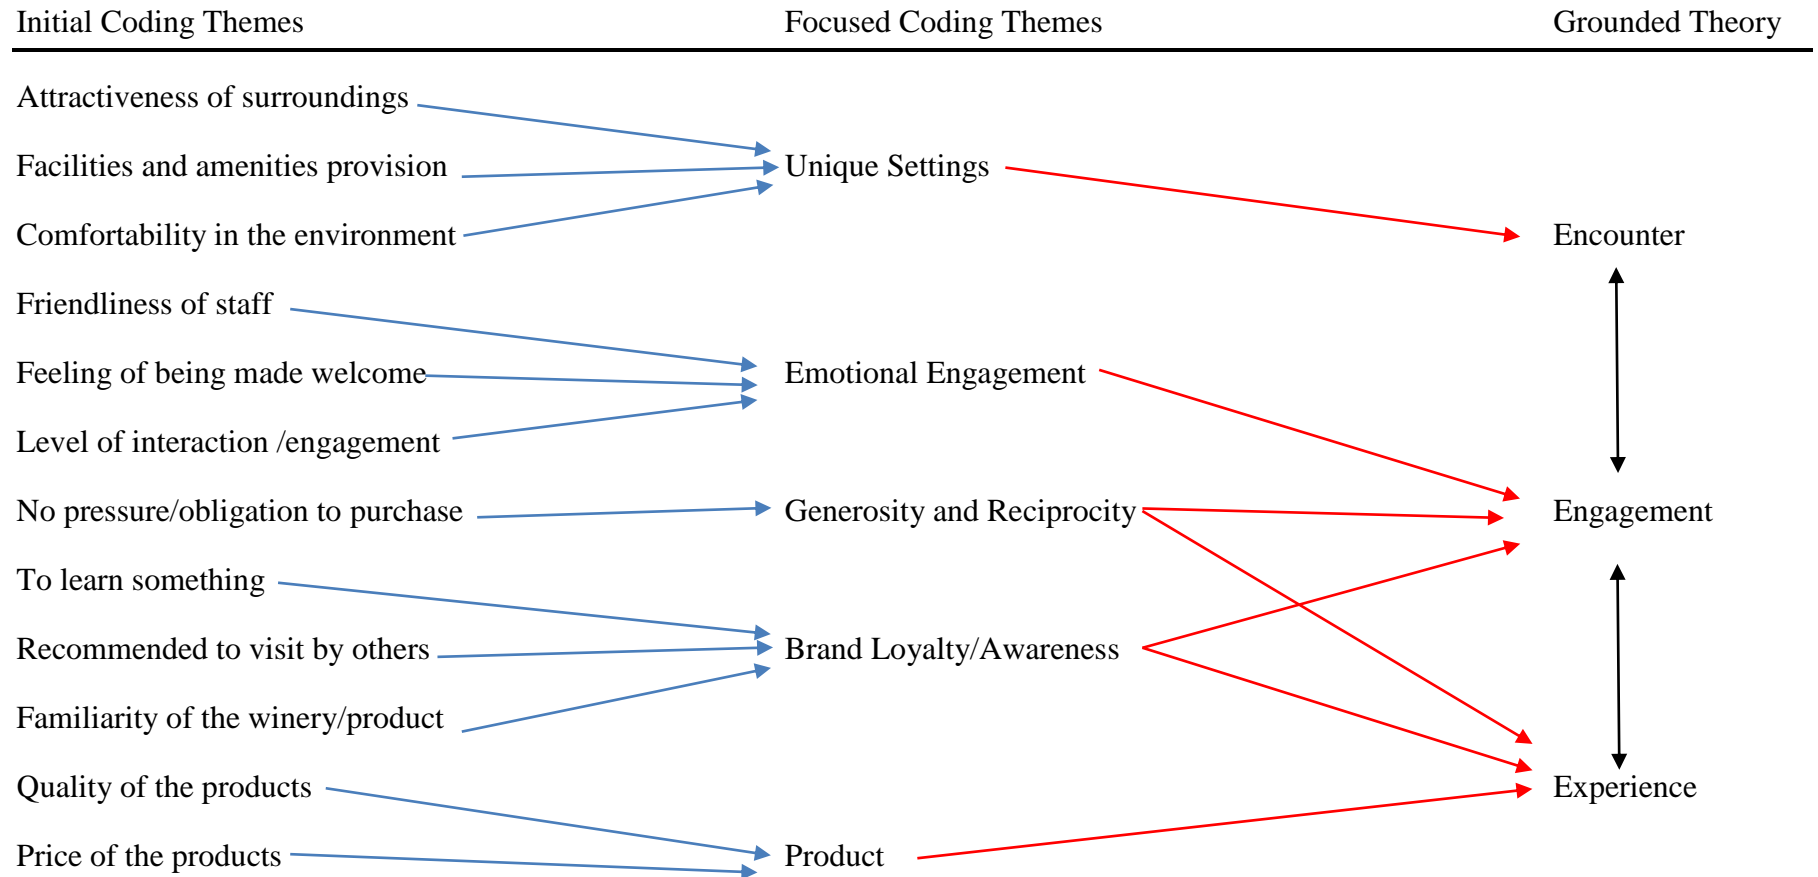 Initial Coding Themes Focused Coding Themes Grounded Theory
Attractiveness of surroundings
Facilities and amenities provision Unique Settings
Comfortability in the environment Encounter
Friendliness of staff
Feeling of being made welcome Emotional Engagement
Level of interaction /engagement
No pressure/obligation to purchase Generosity and Reciprocity Engagement
To learn something
Recommended to visit by others Brand Loyalty/Awareness
Familiarity of the winery/product
Quality of the products Experience
Price of the products Product